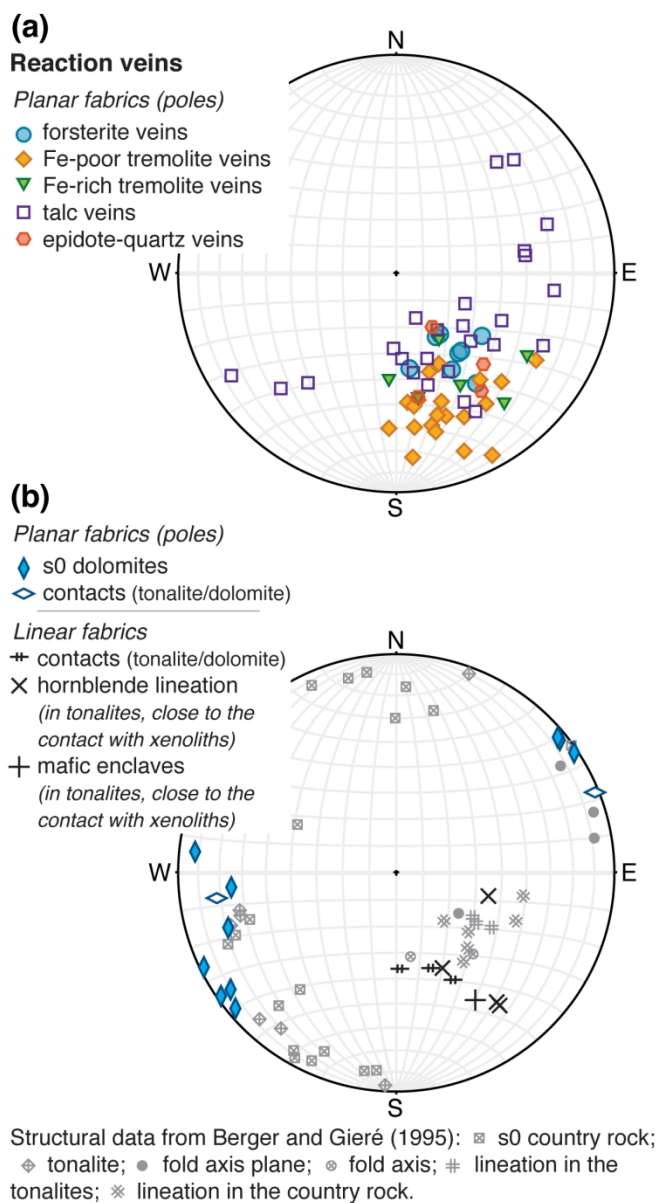 (a)
N
Reaction veins
Planar fabrics (poles)
forsterite veins
Fe-poor tremolite veins
Fe-rich tremolite veins
talc veins
epidote-quartz veins
W
E
S
(b)
Planar fabrics (poles)
s0 dolomites
contacts (tonalite/dolomite)
Linear fabrics
N
contacts (tonalite/dolomite)
hornblende lineation
(in tonalites, close to the
contact with xenoliths)
mafic enclaves
(in tonalites, close to the
contact with xenoliths)
W
E
S
Structural data from Berger and Gieré (1995): s0 country rock;
tonalite; fold axis plane; fold axis; lineation in the
tonalites; lineation in the country rock.